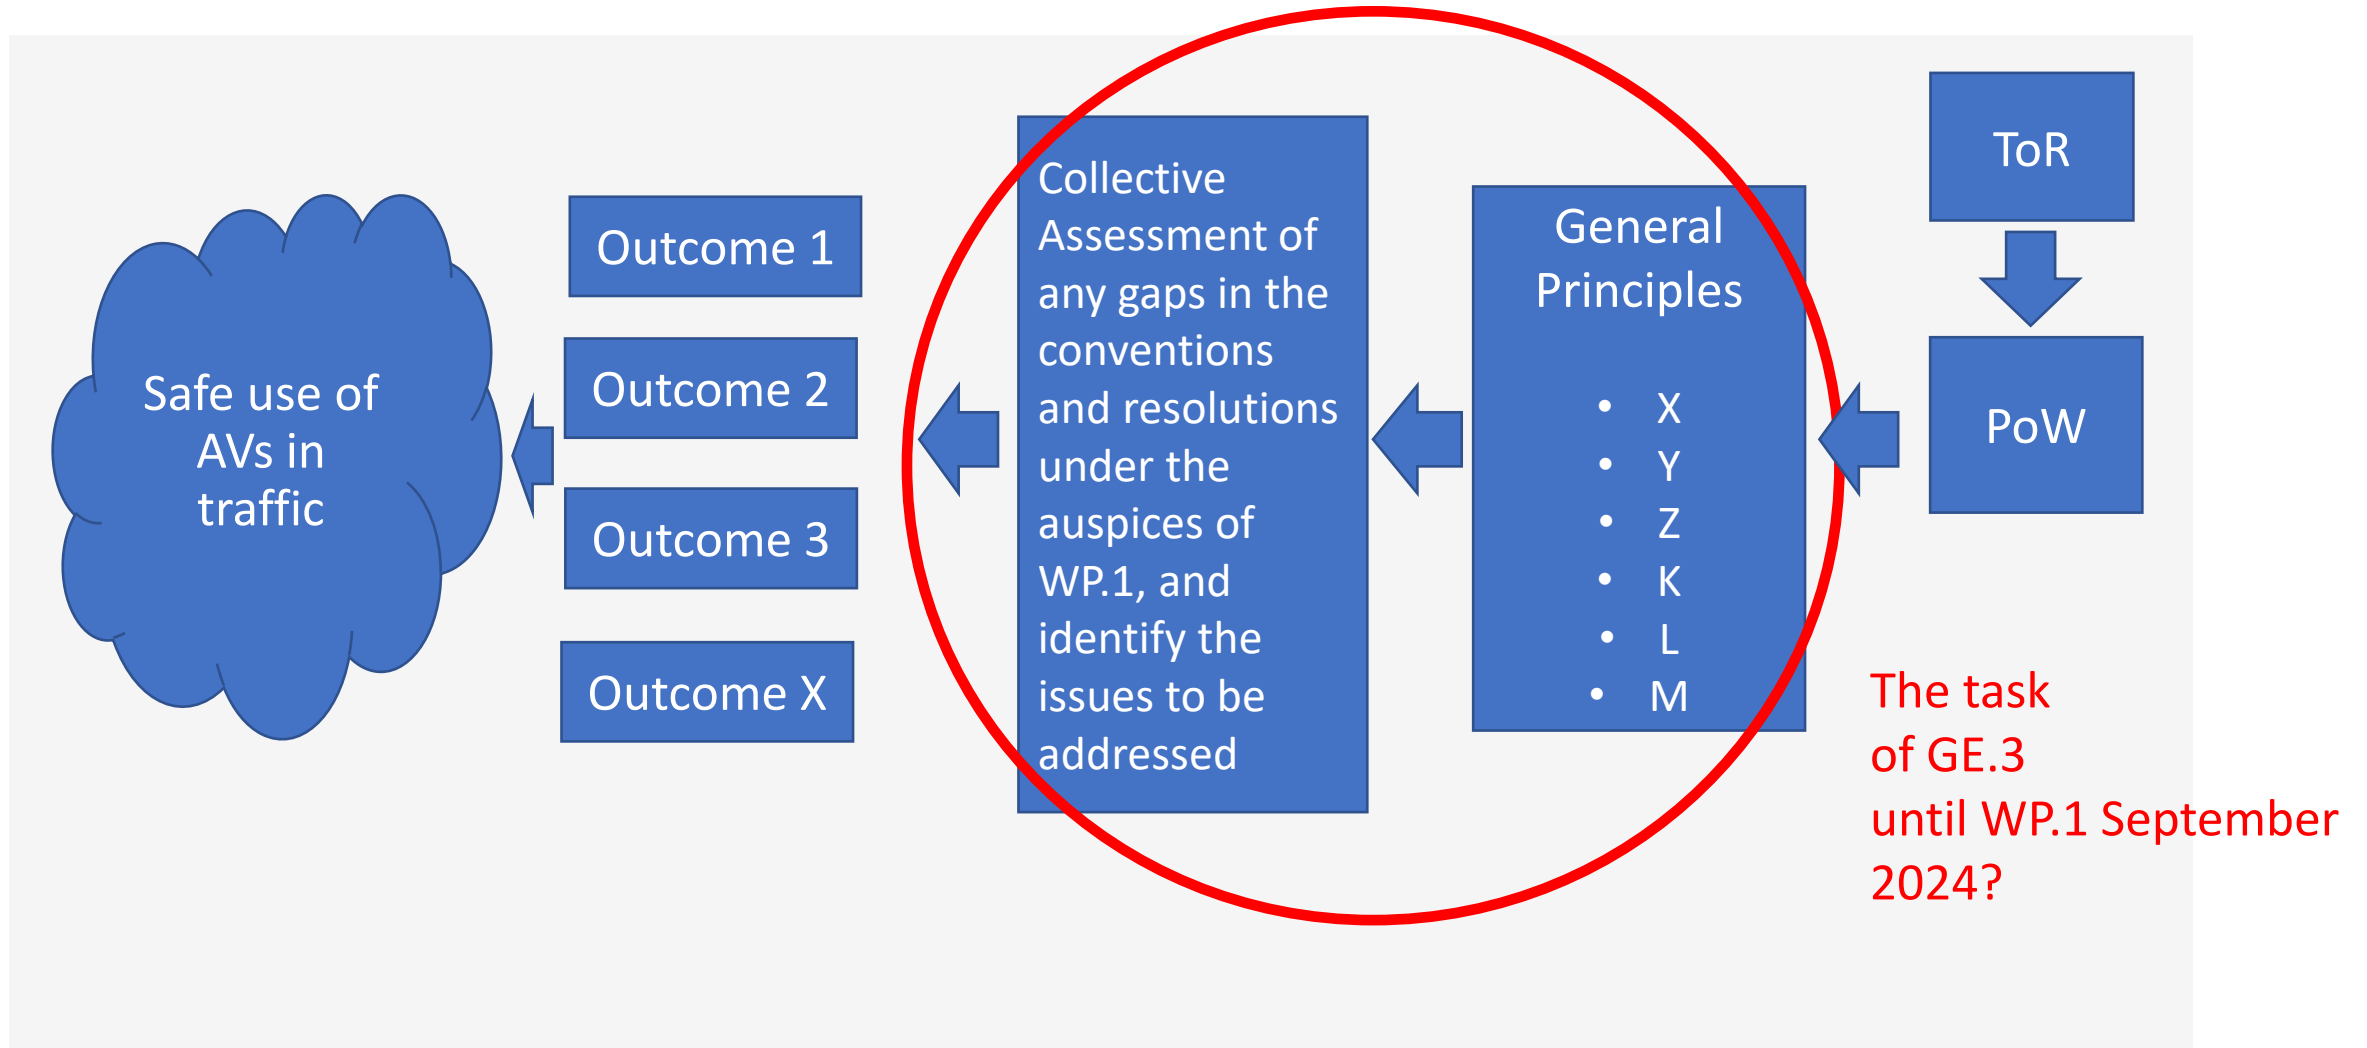 Safe use of
AVs in
traffic
Outcome 1
Outcome 2
Outcome 3
Outcome X
Collective
Assessment of
any gaps in the
conventions
and resolutions
under the
auspices of
WP.1, and
identify the
issues to be
addressed
General
Principles
• X
• Y
• Z
• K
• L
• M
ToR
PoW
The task
of GE.3
until WP.1 September
2024?